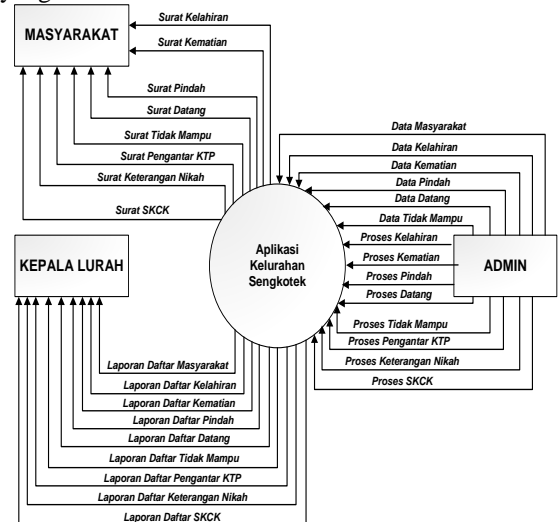 MASYARAKAT
Surat Kelahiran
Surat Kematian
Surat Pindah
Surat Datang
Surat Tidak Mampu
Surat Pengantar KTP
Surat Keterangan Nikah
Surat SKCK
Data Masyarakat
Data Kelahiran
Data Kematian
Data Pindah
Data Datang
Data Tidak Mampu
Proses Kelahiran
Proses Kematian
Proses Pindah
Proses Datang
Proses Tidak Mampu
Proses Pengantar KTP
Proses Keterangan Nikah
Proses SKCK
Aplikasi
Kelurahan
Sengkotek
ADMIN
KEPALA LURAH
Laporan Daftar Masyarakat
Laporan Daftar Kelahiran
Laporan Daftar Kematian
Laporan Daftar Pindah
Laporan Daftar Datang
Laporan Daftar Tidak Mampu
Laporan Daftar Pengantar KTP
Laporan Daftar Keterangan Nikah
Laporan Daftar SKCK